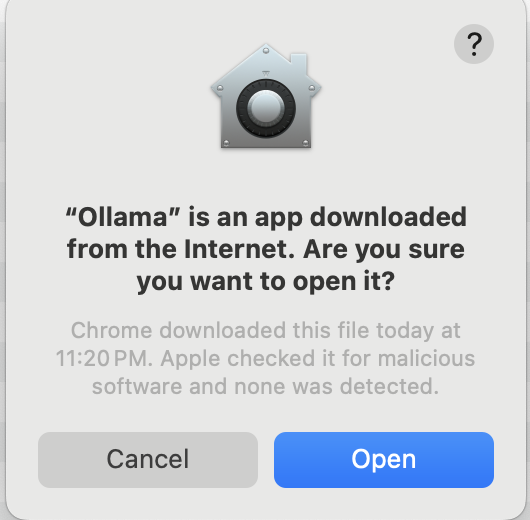 ?
“Ollama” is an app downloaded
from the Internet. Are you sure
you want to open it?
Chrome downloaded this file today at
11:20 PM. Apple checked it for malicious
software and none was detected.
Cancel
Open